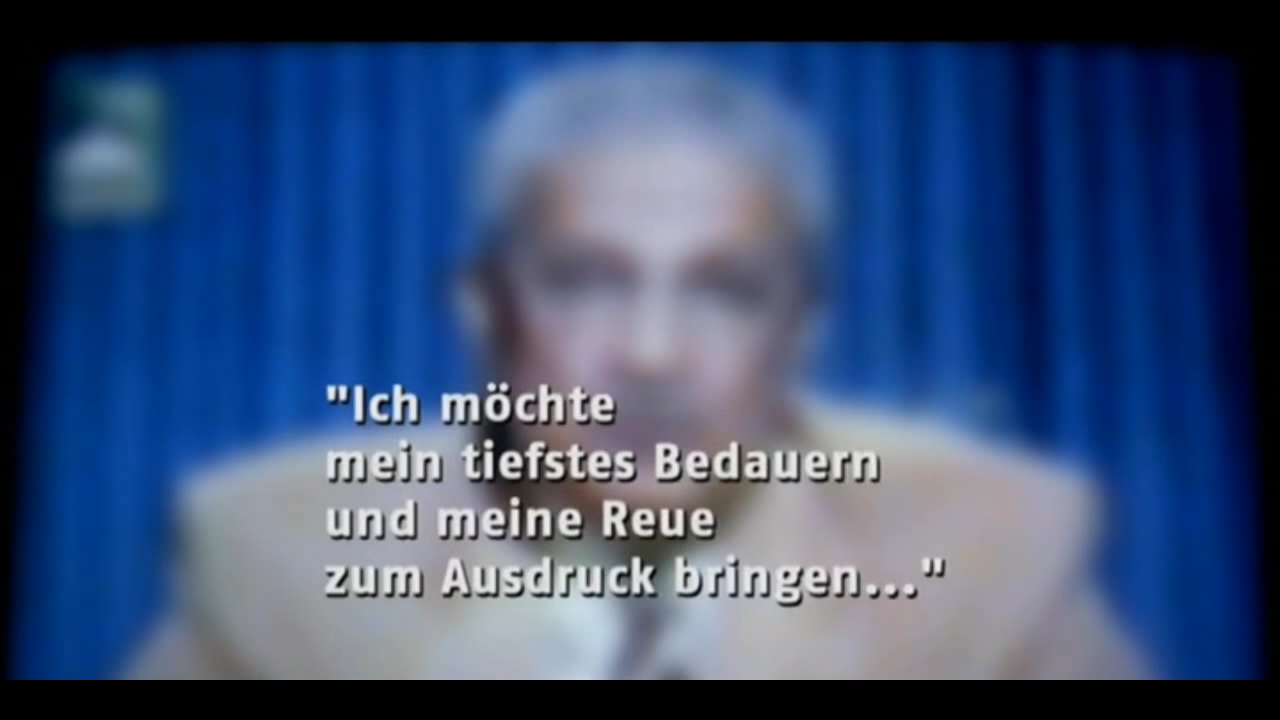 "Ich möchte
mein tiefstes Bedauern
und meine Reue
zum Ausdruck bringen..."